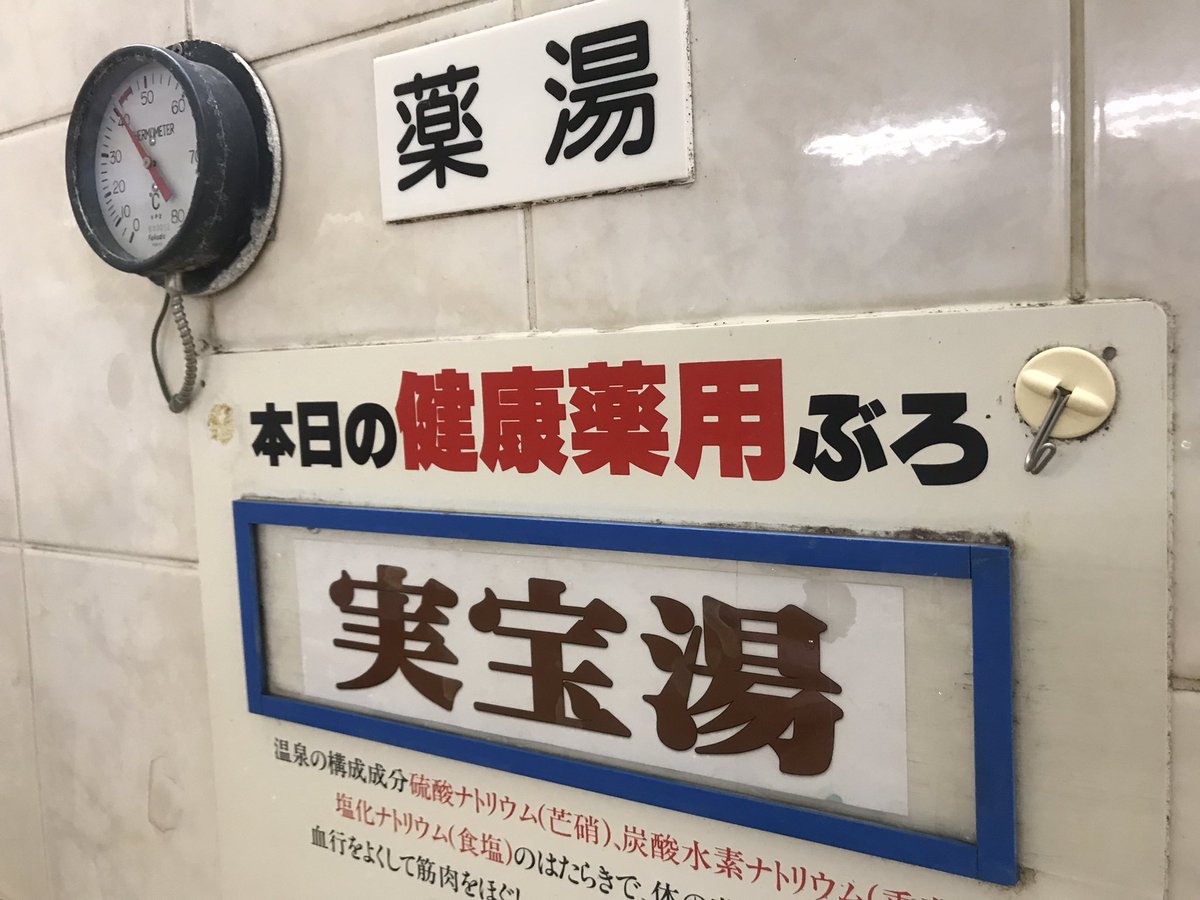 薬湯
50
60
40
THERMOMETER
30
70
20
℃
10
80
0
本日の健康薬用ぶろ
実宝湯
温泉の構成成分硫酸ナトリウム(芒硝)、炭酸水素ナトリウム(重
塩化ナトリウム(食塩)のはたらきで、体の
血行をよくして筋肉をほぐし